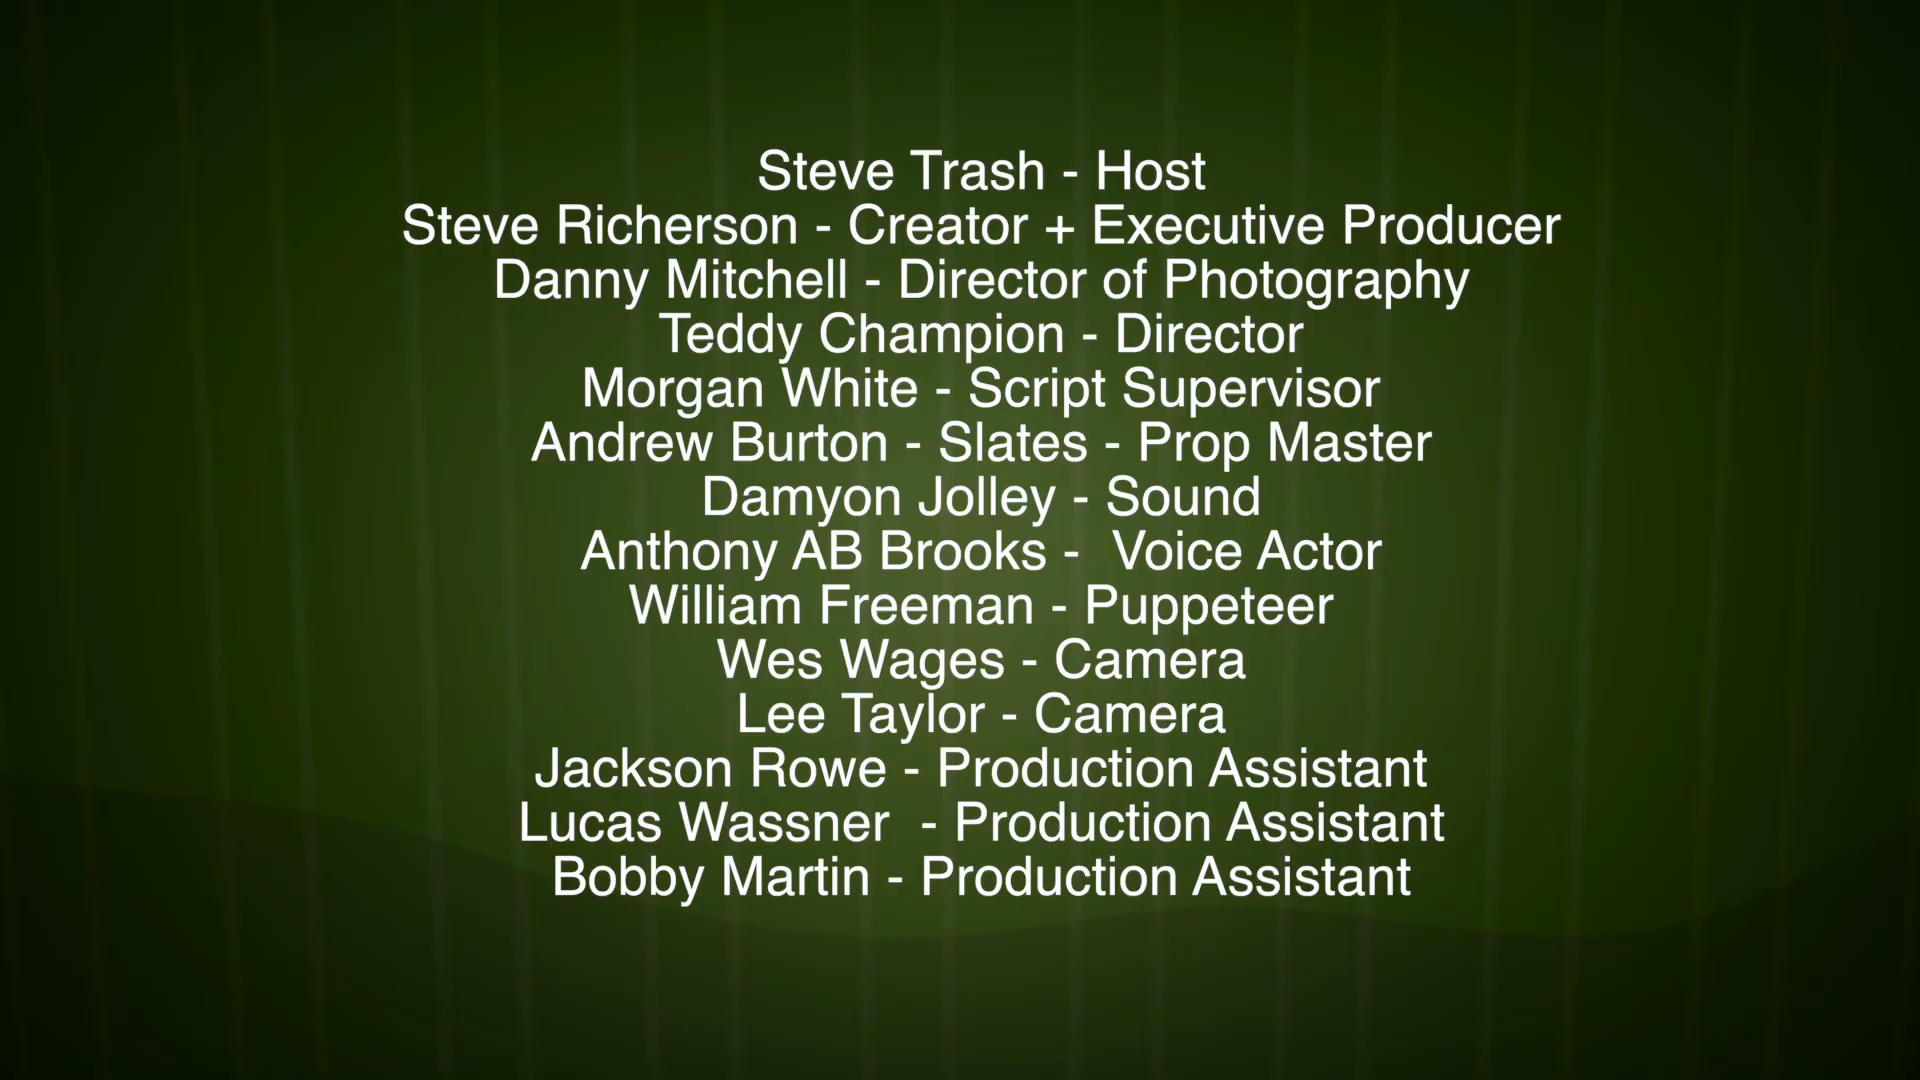 Steve Trash - Host
Steve Richerson - Creator + Executive Producer
Danny Mitchell - Director of Photography
Teddy Champion - Director
Morgan White - Script Supervisor
Andrew Burton - Slates - Prop Master
Damyon Jolley - Sound
Anthony AB Brooks -  Voice Actor
William Freeman - Puppeteer
Wes Wages - Camera
Lee Taylor - Camera
Jackson Rowe - Production Assistant
Lucas Wassner  - Production Assistant
Bobby Martin - Production Assistant